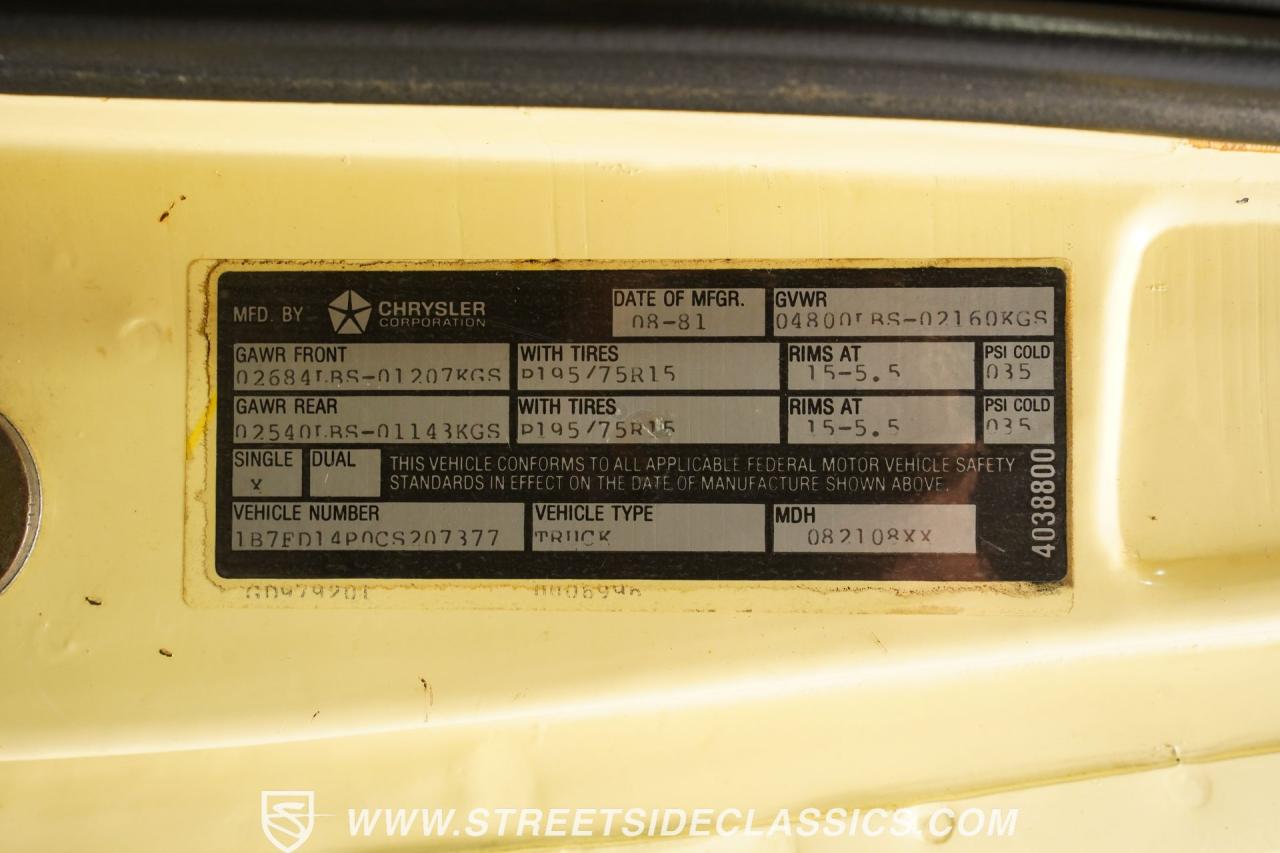 MFD. BY CHRYSLER CORPORATION
DATE OF MFGR. 08-81
GVWR 04800LBS-02160KGS
GAWR FRONT 02684LBS-01207KGS
WITH TIRES P195/75R15
RIMS AT 15-5.5
PSI COLD 035
GAWR REAR 02540LBS-01143KGS
WITH TIRES P195/75R15
RIMS AT 15-5.5
PSI COLD 035
SINGLE X
DUAL
THIS VEHICLE CONFORMS TO ALL APPLICABLE FEDERAL MOTOR VEHICLE SAFETY
STANDARDS IN EFFECT ON THE DATE OF MANUFACTURE SHOWN ABOVE.
VEHICLE NUMBER 1B7FD14P0CS207377
VEHICLE TYPE TRUCK
MDH 082108XX
4038800
WWW.STREETSIDECLASSICS.COM